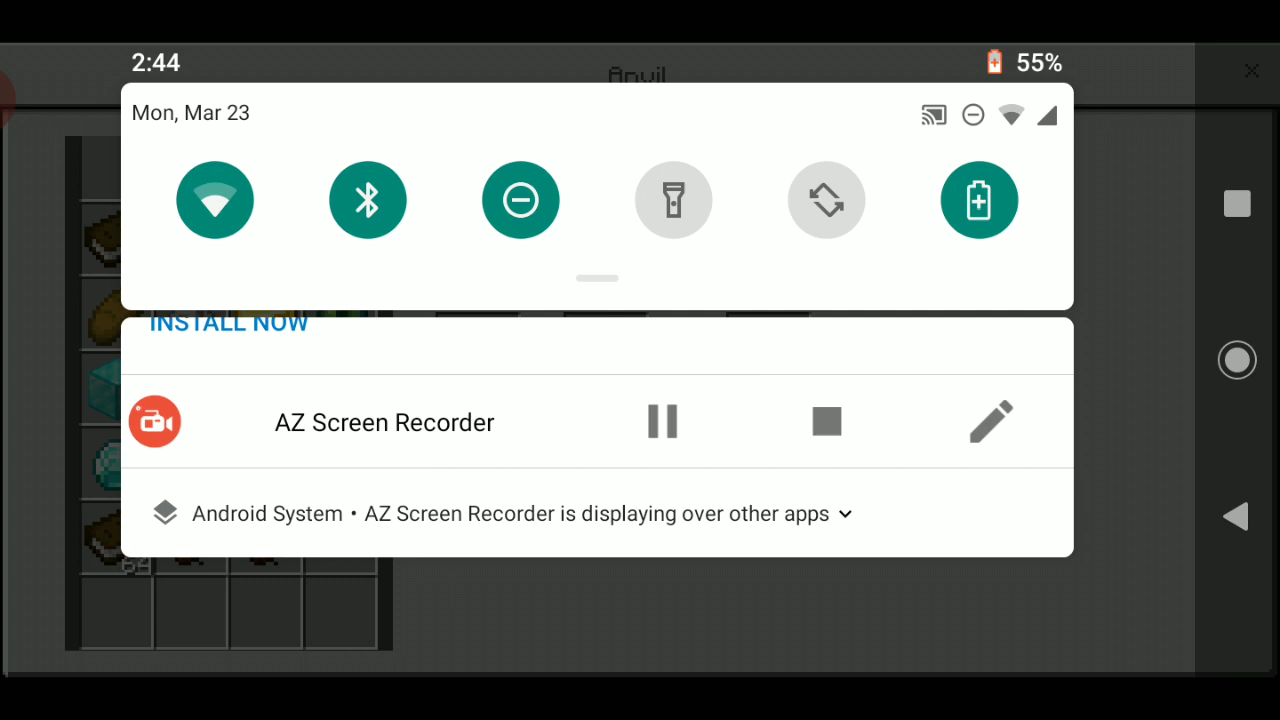 2:44
55%
Anvil
Mon, Mar 23
INSTALL NOW
AZ Screen Recorder
Android System • AZ Screen Recorder is displaying over other apps
64